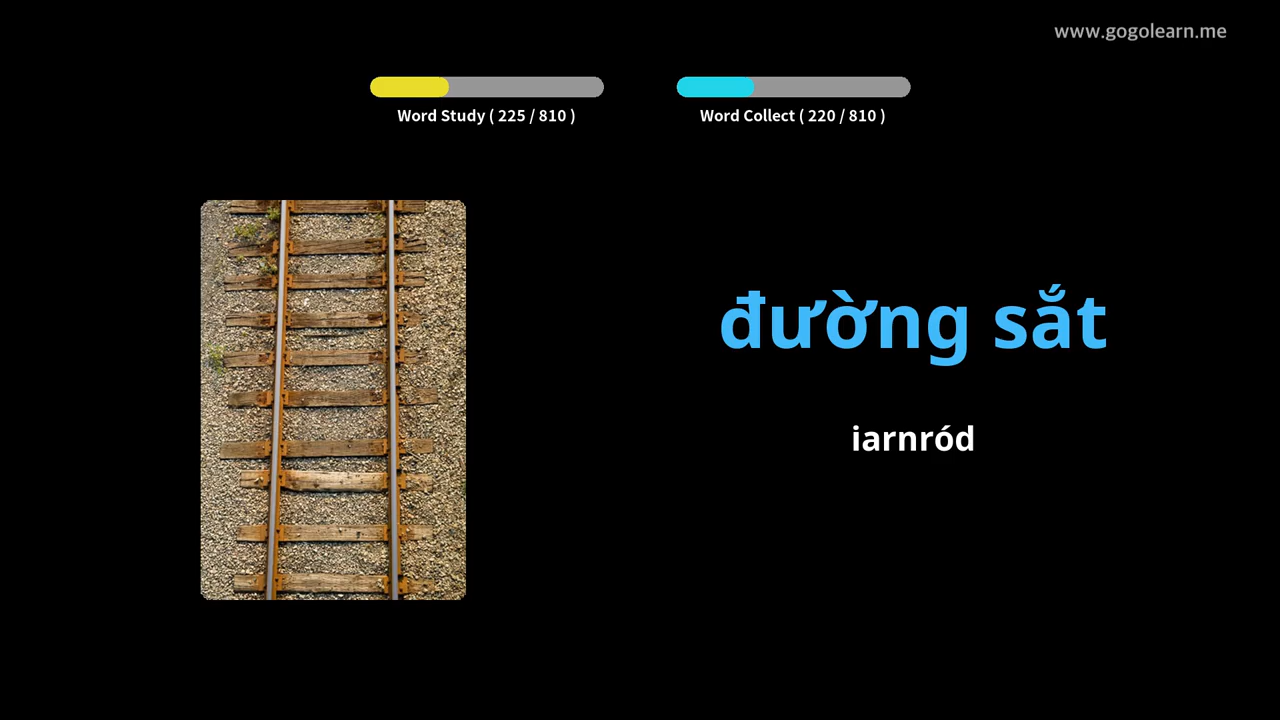 www.gogolearn.me
Word Study ( 225 / 810 )
Word Collect ( 220 / 810 )
đường sắt
iarnród